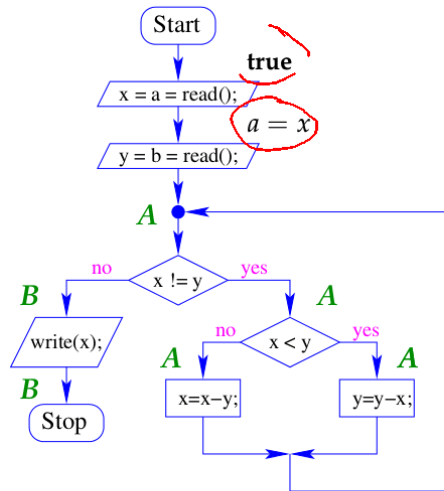 Start
true
x = a = read();
a = x
y = b = read();
A
no
x != y
yes
B
A
write(x);
no
x < y
yes
A
A
B
x=x−y;
y=y−x;
Stop